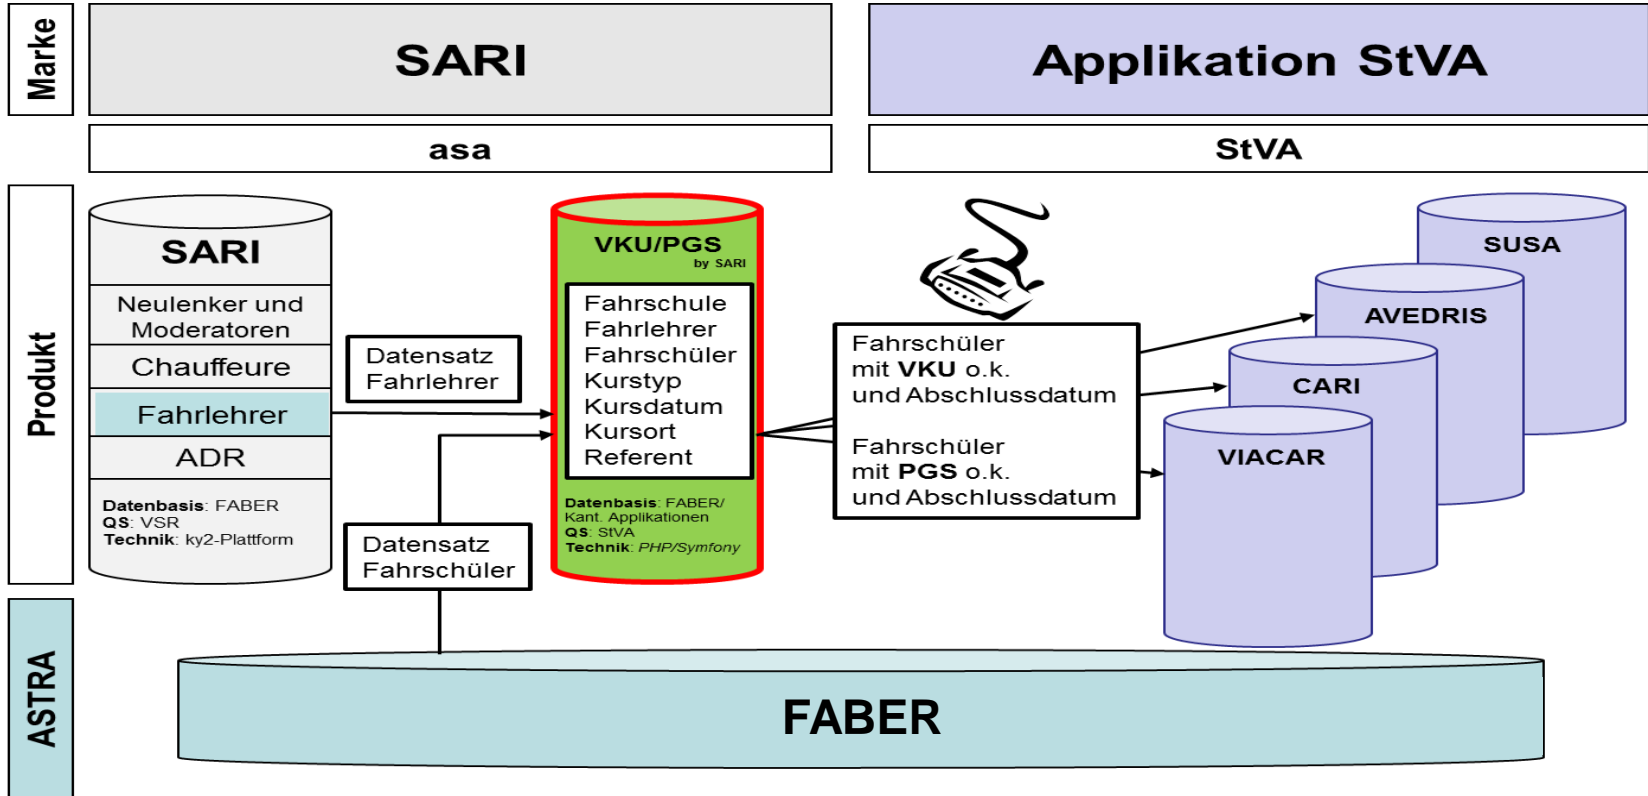 Marke
SARI
Applikation StVA
asa
StVA
Produkt
SARI
Neulenker und
Moderatoren
Chauffeure
Fahrlehrer
ADR
Datenbasis: FABER
QS: VSR
Technik: ky2-Plattform
Datensatz
Fahrlehrer
Datensatz
Fahrschüler
VKU/PGS
by SARI
Fahrschule
Fahrlehrer
Fahrschüler
Kurstyp
Kursdatum
Kursort
Referent
Datenbasis: FABER/
Kant. Applikationen
QS: StVA
Technik: PHP/Symfony
Fahrschüler
mit VKU o.k.
und Abschlussdatum
Fahrschüler
mit PGS o.k.
und Abschlussdatum
SUSA
AVEDRIS
CARI
VIACAR
ASTRA
FABER